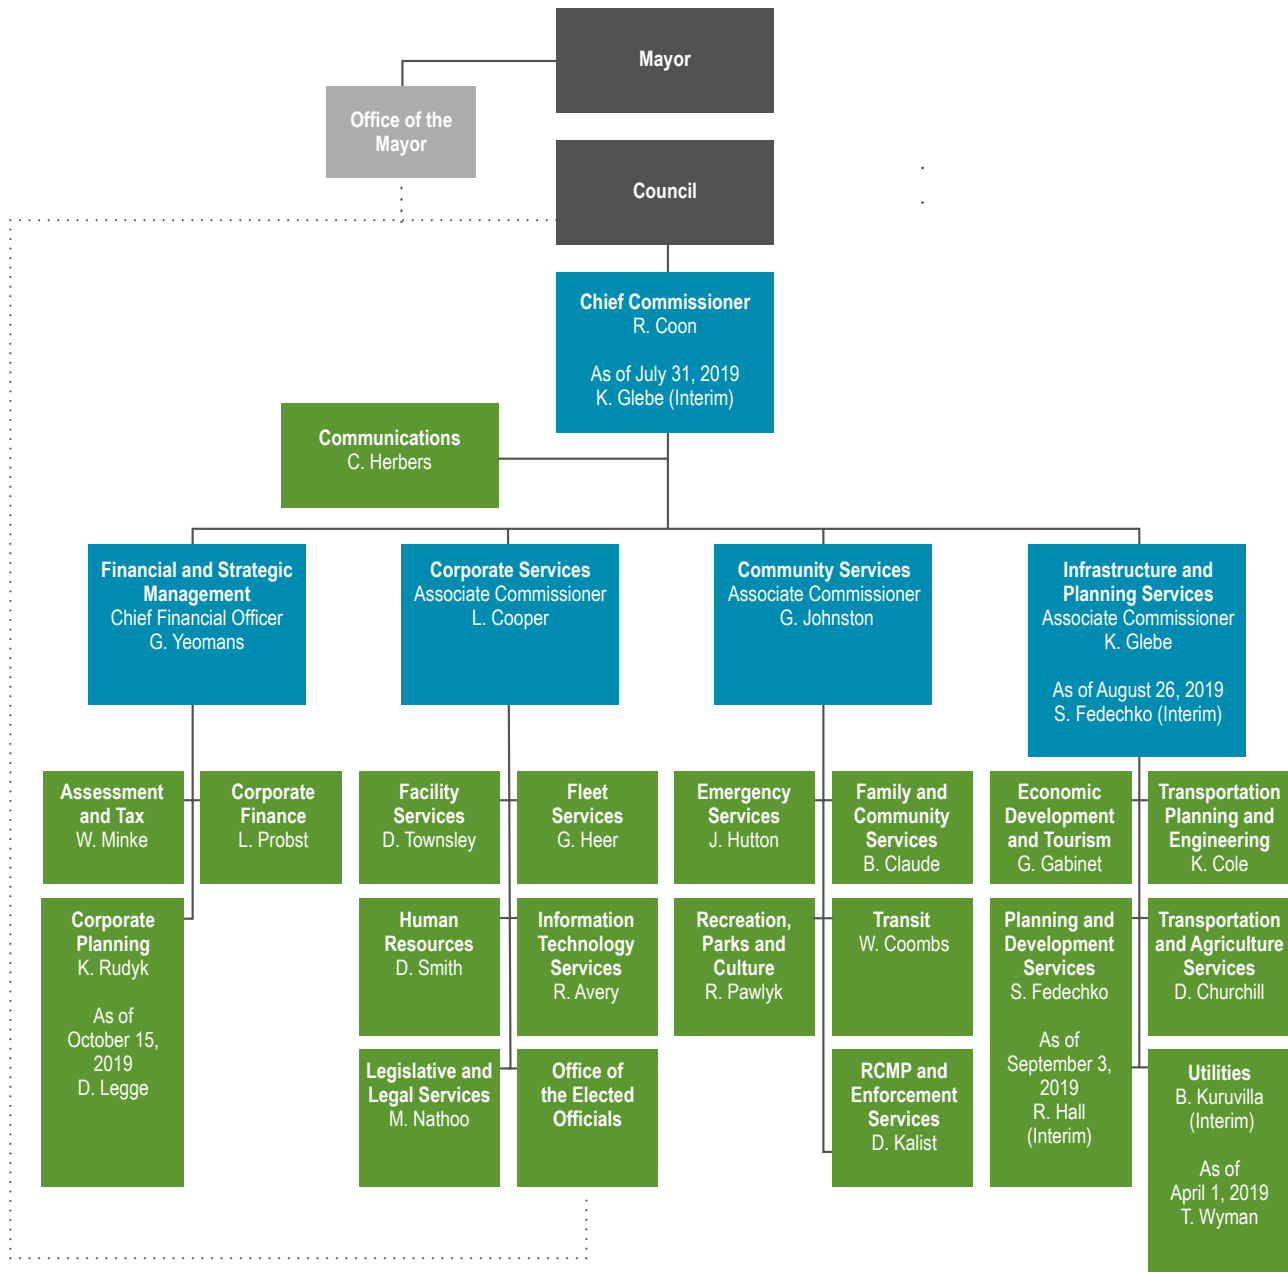 Mayor
Office of the
Mayor
Council
Chief Commissioner
R. Coon
As of July 31, 2019
K. Glebe (Interim)
Communications
C. Herbers
Financial and Strategic
Management
Chief Financial Officer
G. Yeomans
Corporate Services
Associate Commissioner
L. Cooper
Community Services
Associate Commissioner
G. Johnston
Infrastructure and
Planning Services
Associate Commissioner
K. Glebe
As of August 26, 2019
S. Fedechko (Interim)
Assessment
and Tax
W. Minke
Corporate
Finance
L. Probst
Facility
Services
D. Townsley
Fleet
Services
G. Heer
Emergency
Services
J. Hutton
Family and
Community
Services
B. Claude
Economic
Development
and Tourism
G. Gabinet
Transportation
Planning and
Engineering
K. Cole
Corporate
Planning
K. Rudyk
As of
October 15,
2019
D. Legge
Human
Resources
D. Smith
Information
Technology
Services
R. Avery
Recreation,
Parks and
Culture
R. Pawlyk
Transit
W. Coombs
Planning and
Development
Services
S. Fedechko
As of
September 3,
2019
R. Hall
(Interim)
Transportation
and Agriculture
Services
D. Churchill
Legislative and
Legal Services
M. Nathoo
Office of
the Elected
Officials
RCMP and
Enforcement
Services
D. Kalist
Utilities
B. Kuruvilla
(Interim)
As of
April 1, 2019
T. Wyman